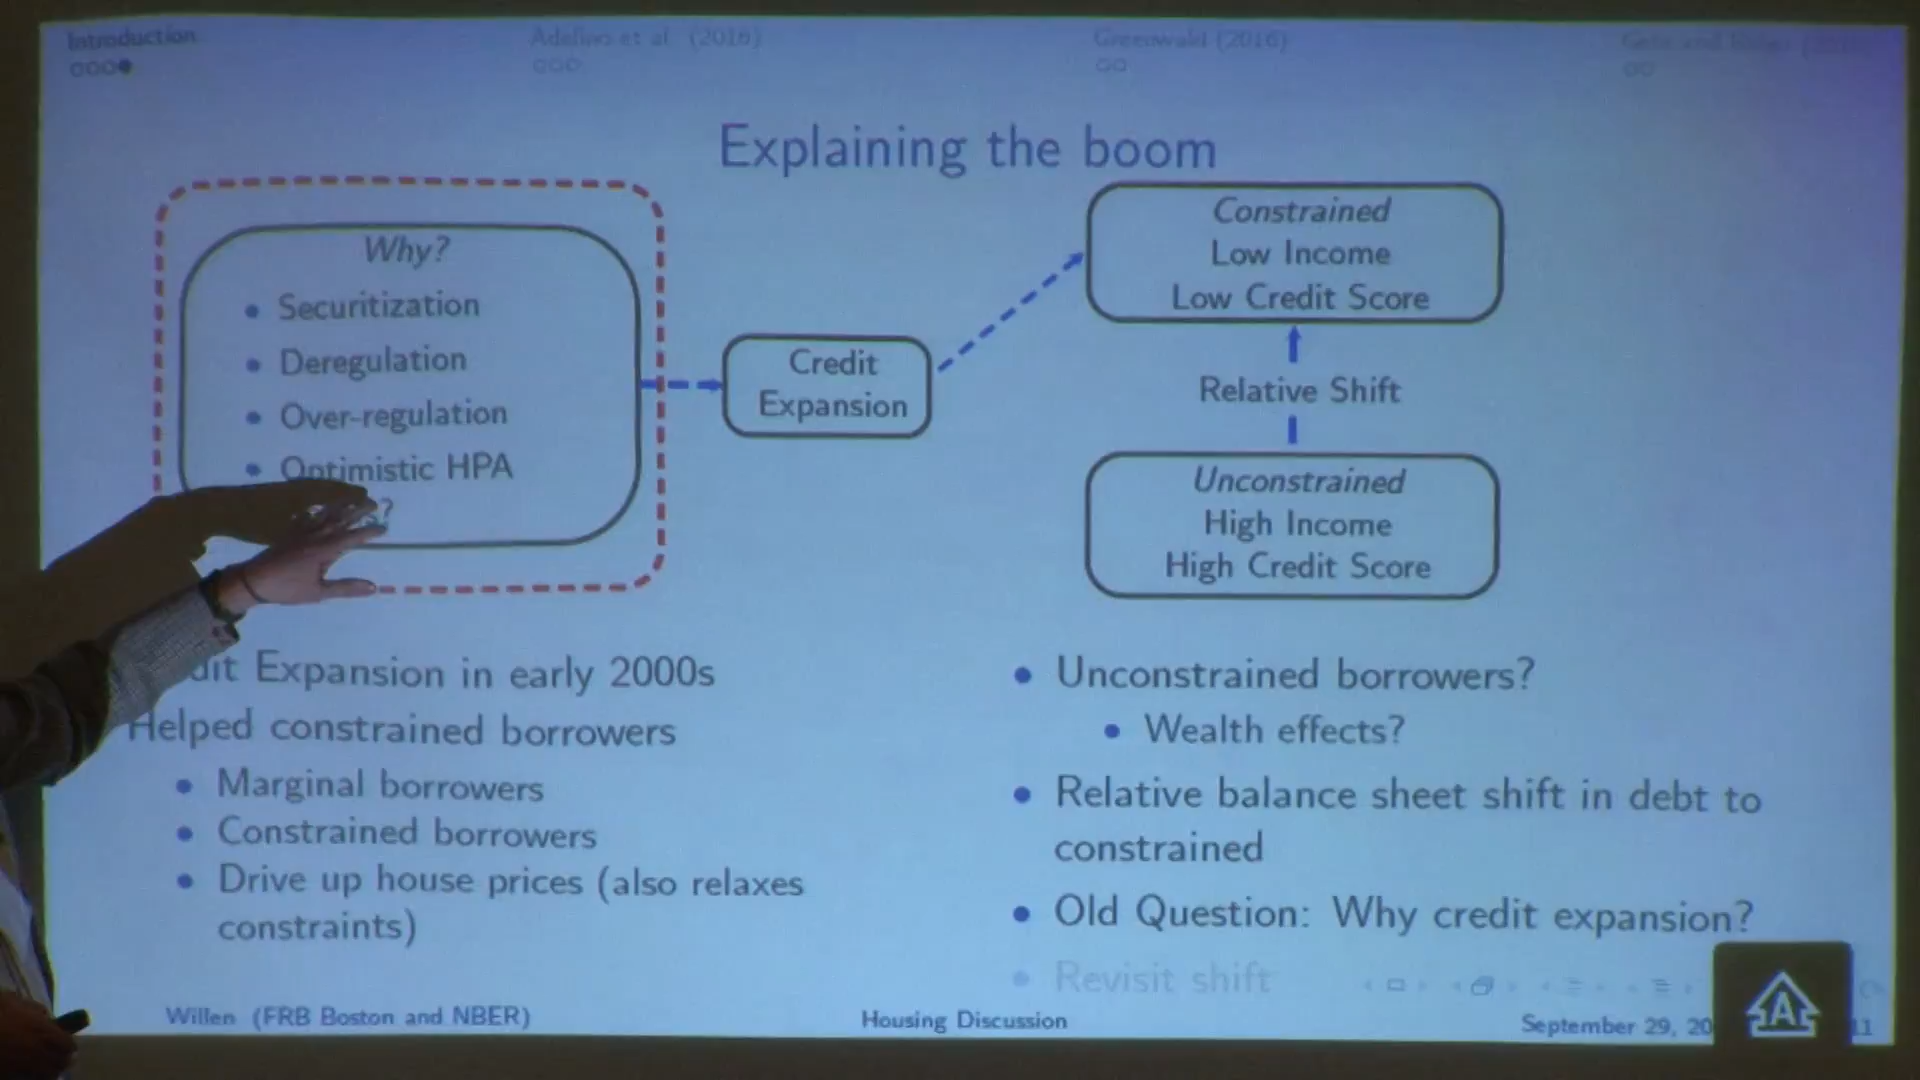 Introduction
Adelino et al. (2016)
Greenwald (2016)
Explaining the boom
Why?
• Securitization
• Deregulation
• Over-regulation
• Optimistic HPA
?
Credit
Expansion
Constrained
Low Income
Low Credit Score
Relative Shift
Unconstrained
High Income
High Credit Score
Expansion in early 2000s
Helped constrained borrowers
• Marginal borrowers
• Constrained borrowers
• Drive up house prices (also relaxes
constraints)
• Unconstrained borrowers?
• Wealth effects?
• Relative balance sheet shift in debt to
constrained
• Old Question: Why credit expansion?
• Revisit shift
Willen (FRB Boston and NBER)
Housing Discussion
September 29, 20
11
A